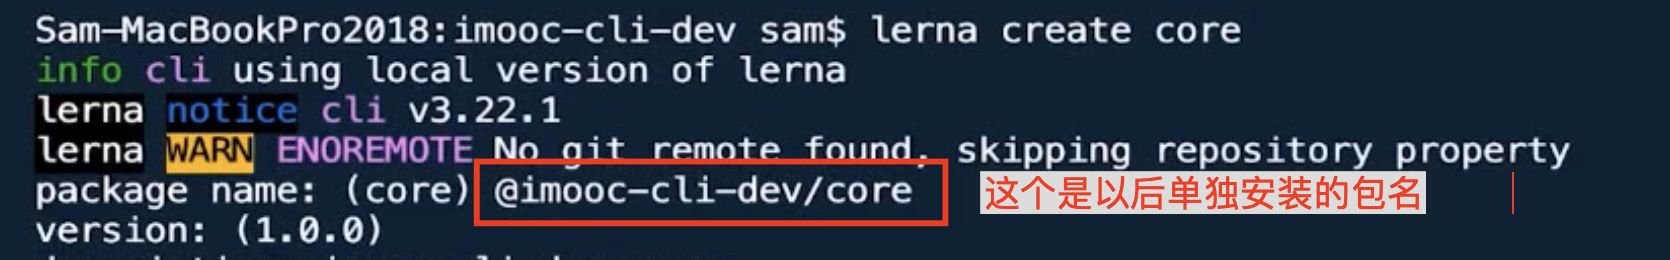 Sam-MacBookPro2018:imooc-cli-dev sam$ lerna create core
info cli using local version of lerna
lerna notice cli v3.22.1
lerna WARN ENOREMOTE No git remote found, skipping repository property
package name: (core) @imooc-cli-dev/core 这个是以后单独安装的包名
version: (1.0.0)